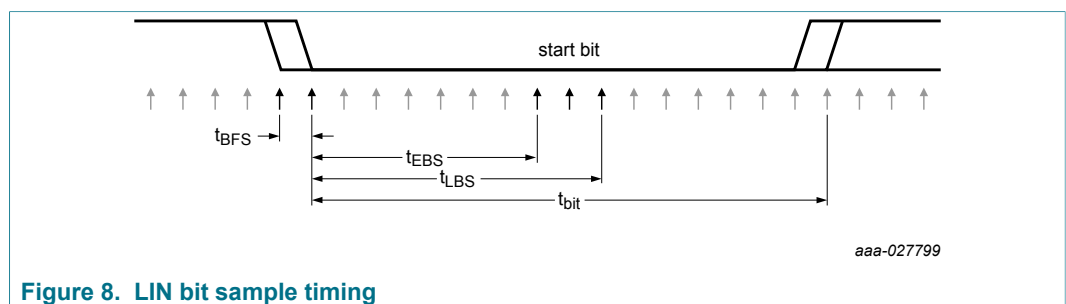 start bit
tBFS
tEBS
tLBS
tbit
aaa-027799
Figure 8. LIN bit sample timing